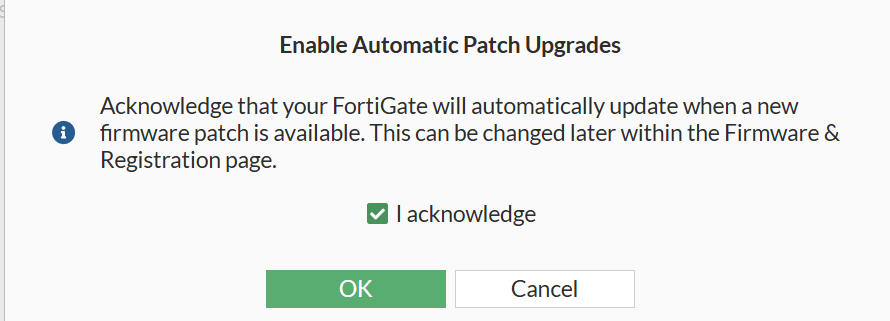 Enable Automatic Patch Upgrades
Acknowledge that your FortiGate will automatically update when a new
firmware patch is available. This can be changed later within the Firmware &
Registration page.
I acknowledge
OK
Cancel